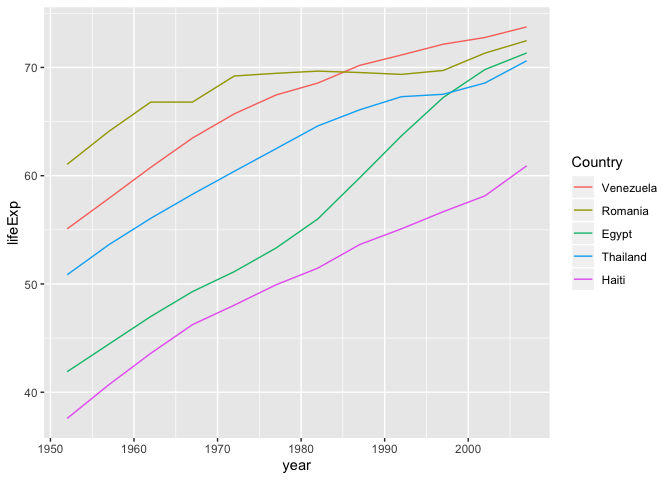 70
60
50
40
lifeExp
1950 1960 1970 1980 1990 2000
year
Country
Venezuela
Romania
Egypt
Thailand
Haiti